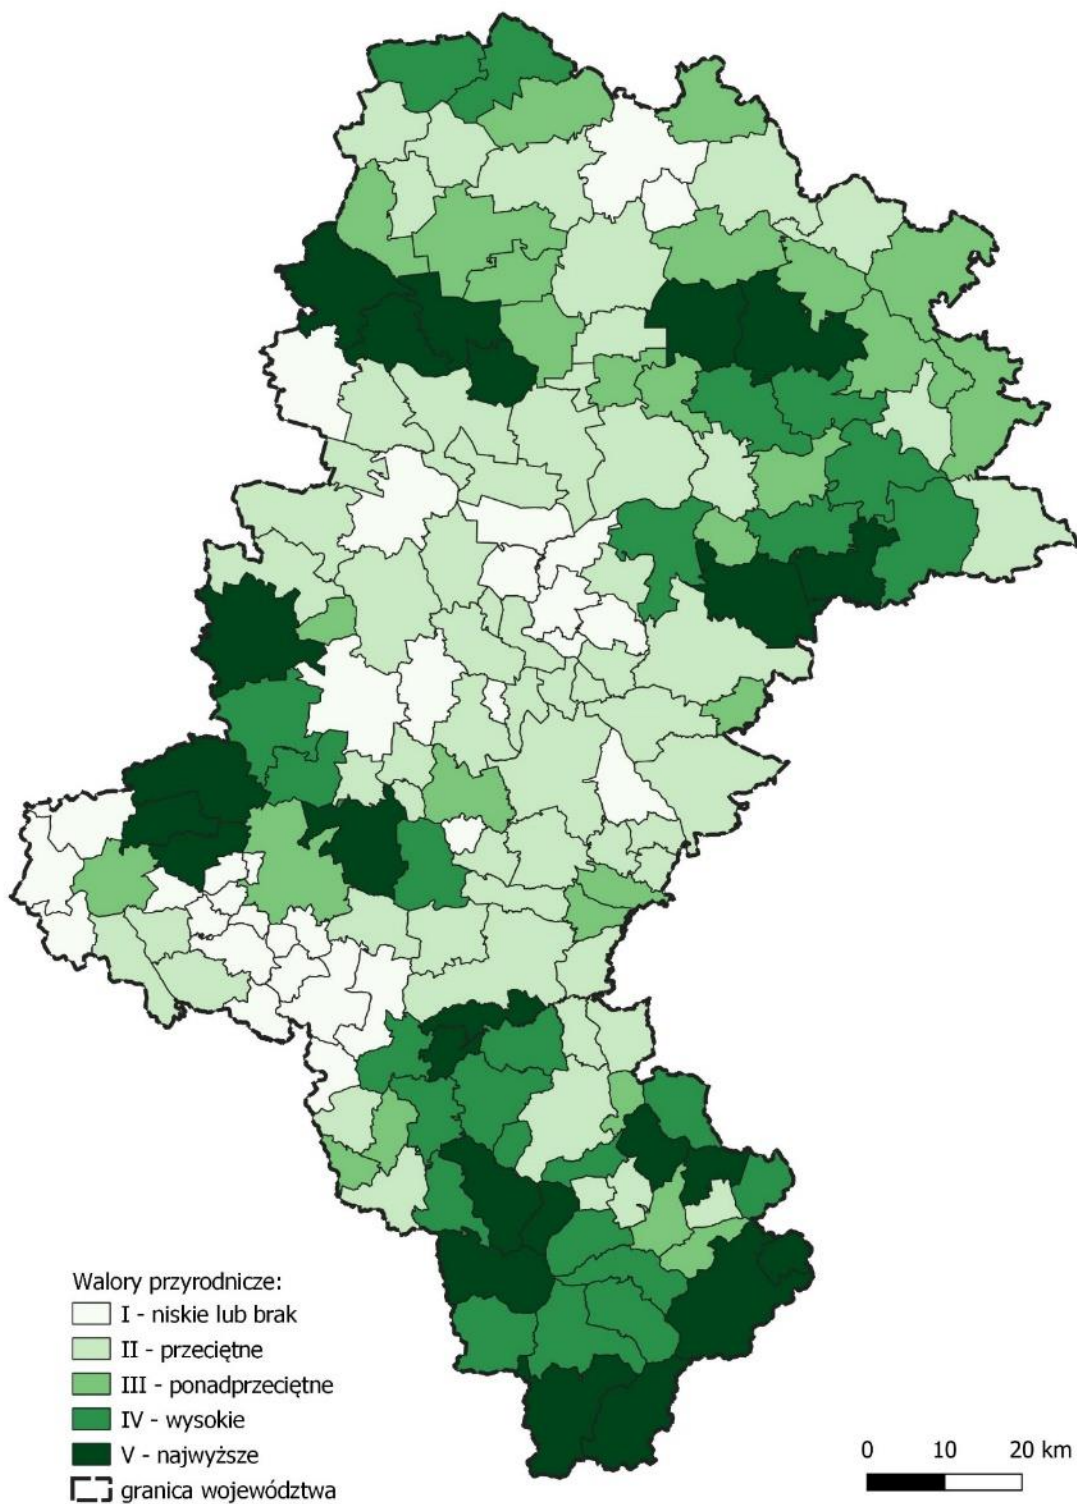 Walory przyrodnicze:
I - niskie lub brak
II - przeciętne
III - ponadprzeciętne
IV - wysokie
V - najwyższe
granica województwa
0 10 20 km